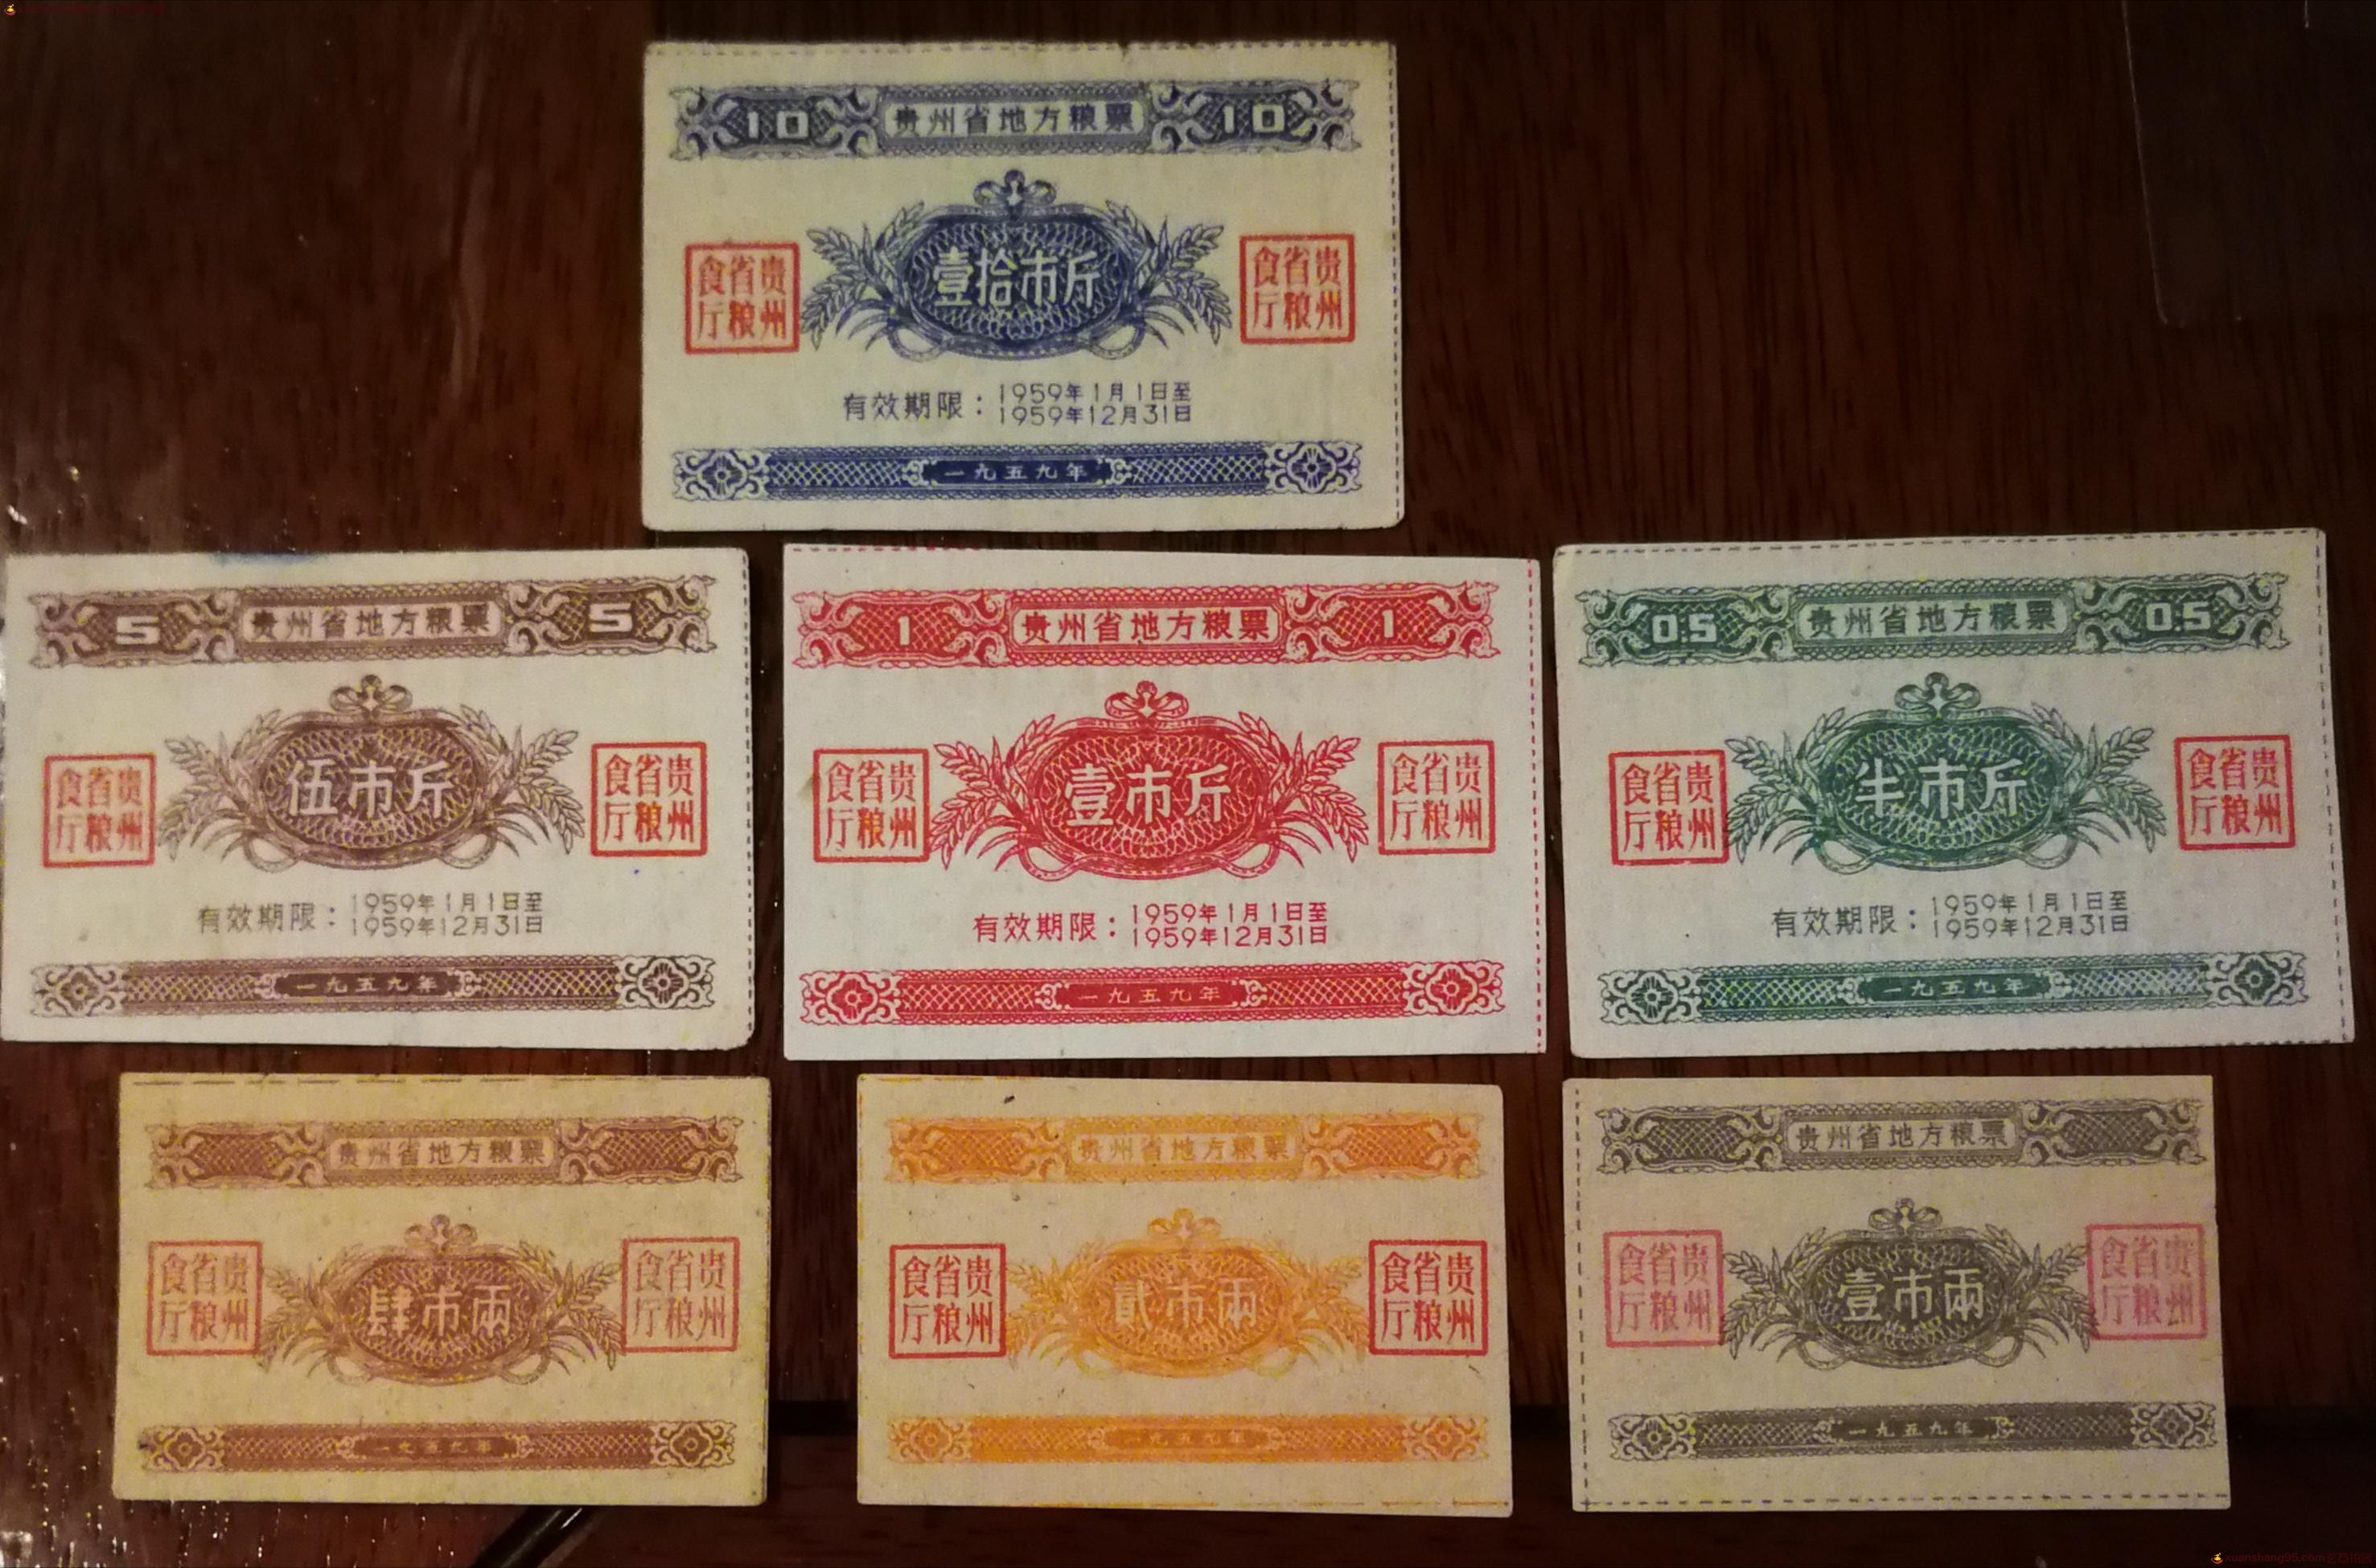 10 贵州省地方粮票 10
壹拾市斤
食省贵
厅粮州
食省贵
厅粮州
有效期限：1959年1月1日至
1959年12月31日
一九五九年
5 贵州省地方粮票 5
伍市斤
食省贵
厅粮州
食省贵
厅粮州
有效期限：1959年1月1日至
1959年12月31日
一九五九年
1 贵州省地方粮票 1
壹市斤
食省贵
厅粮州
食省贵
厅粮州
有效期限：1959年1月1日至
1959年12月31日
一九五九年
0.5 贵州省地方粮票 0.5
半市斤
食省贵
厅粮州
食省贵
厅粮州
有效期限：1959年1月1日至
1959年12月31日
一九五九年
贵州省地方粮票
肆市兩
食省贵
厅粮州
食省贵
厅粮州
一九五九年
贵州省地方粮票
貳市兩
食省贵
厅粮州
食省贵
厅粮州
一九五九年
贵州省地方粮票
壹市兩
食省贵
厅粮州
食省贵
厅粮州
一九五九年